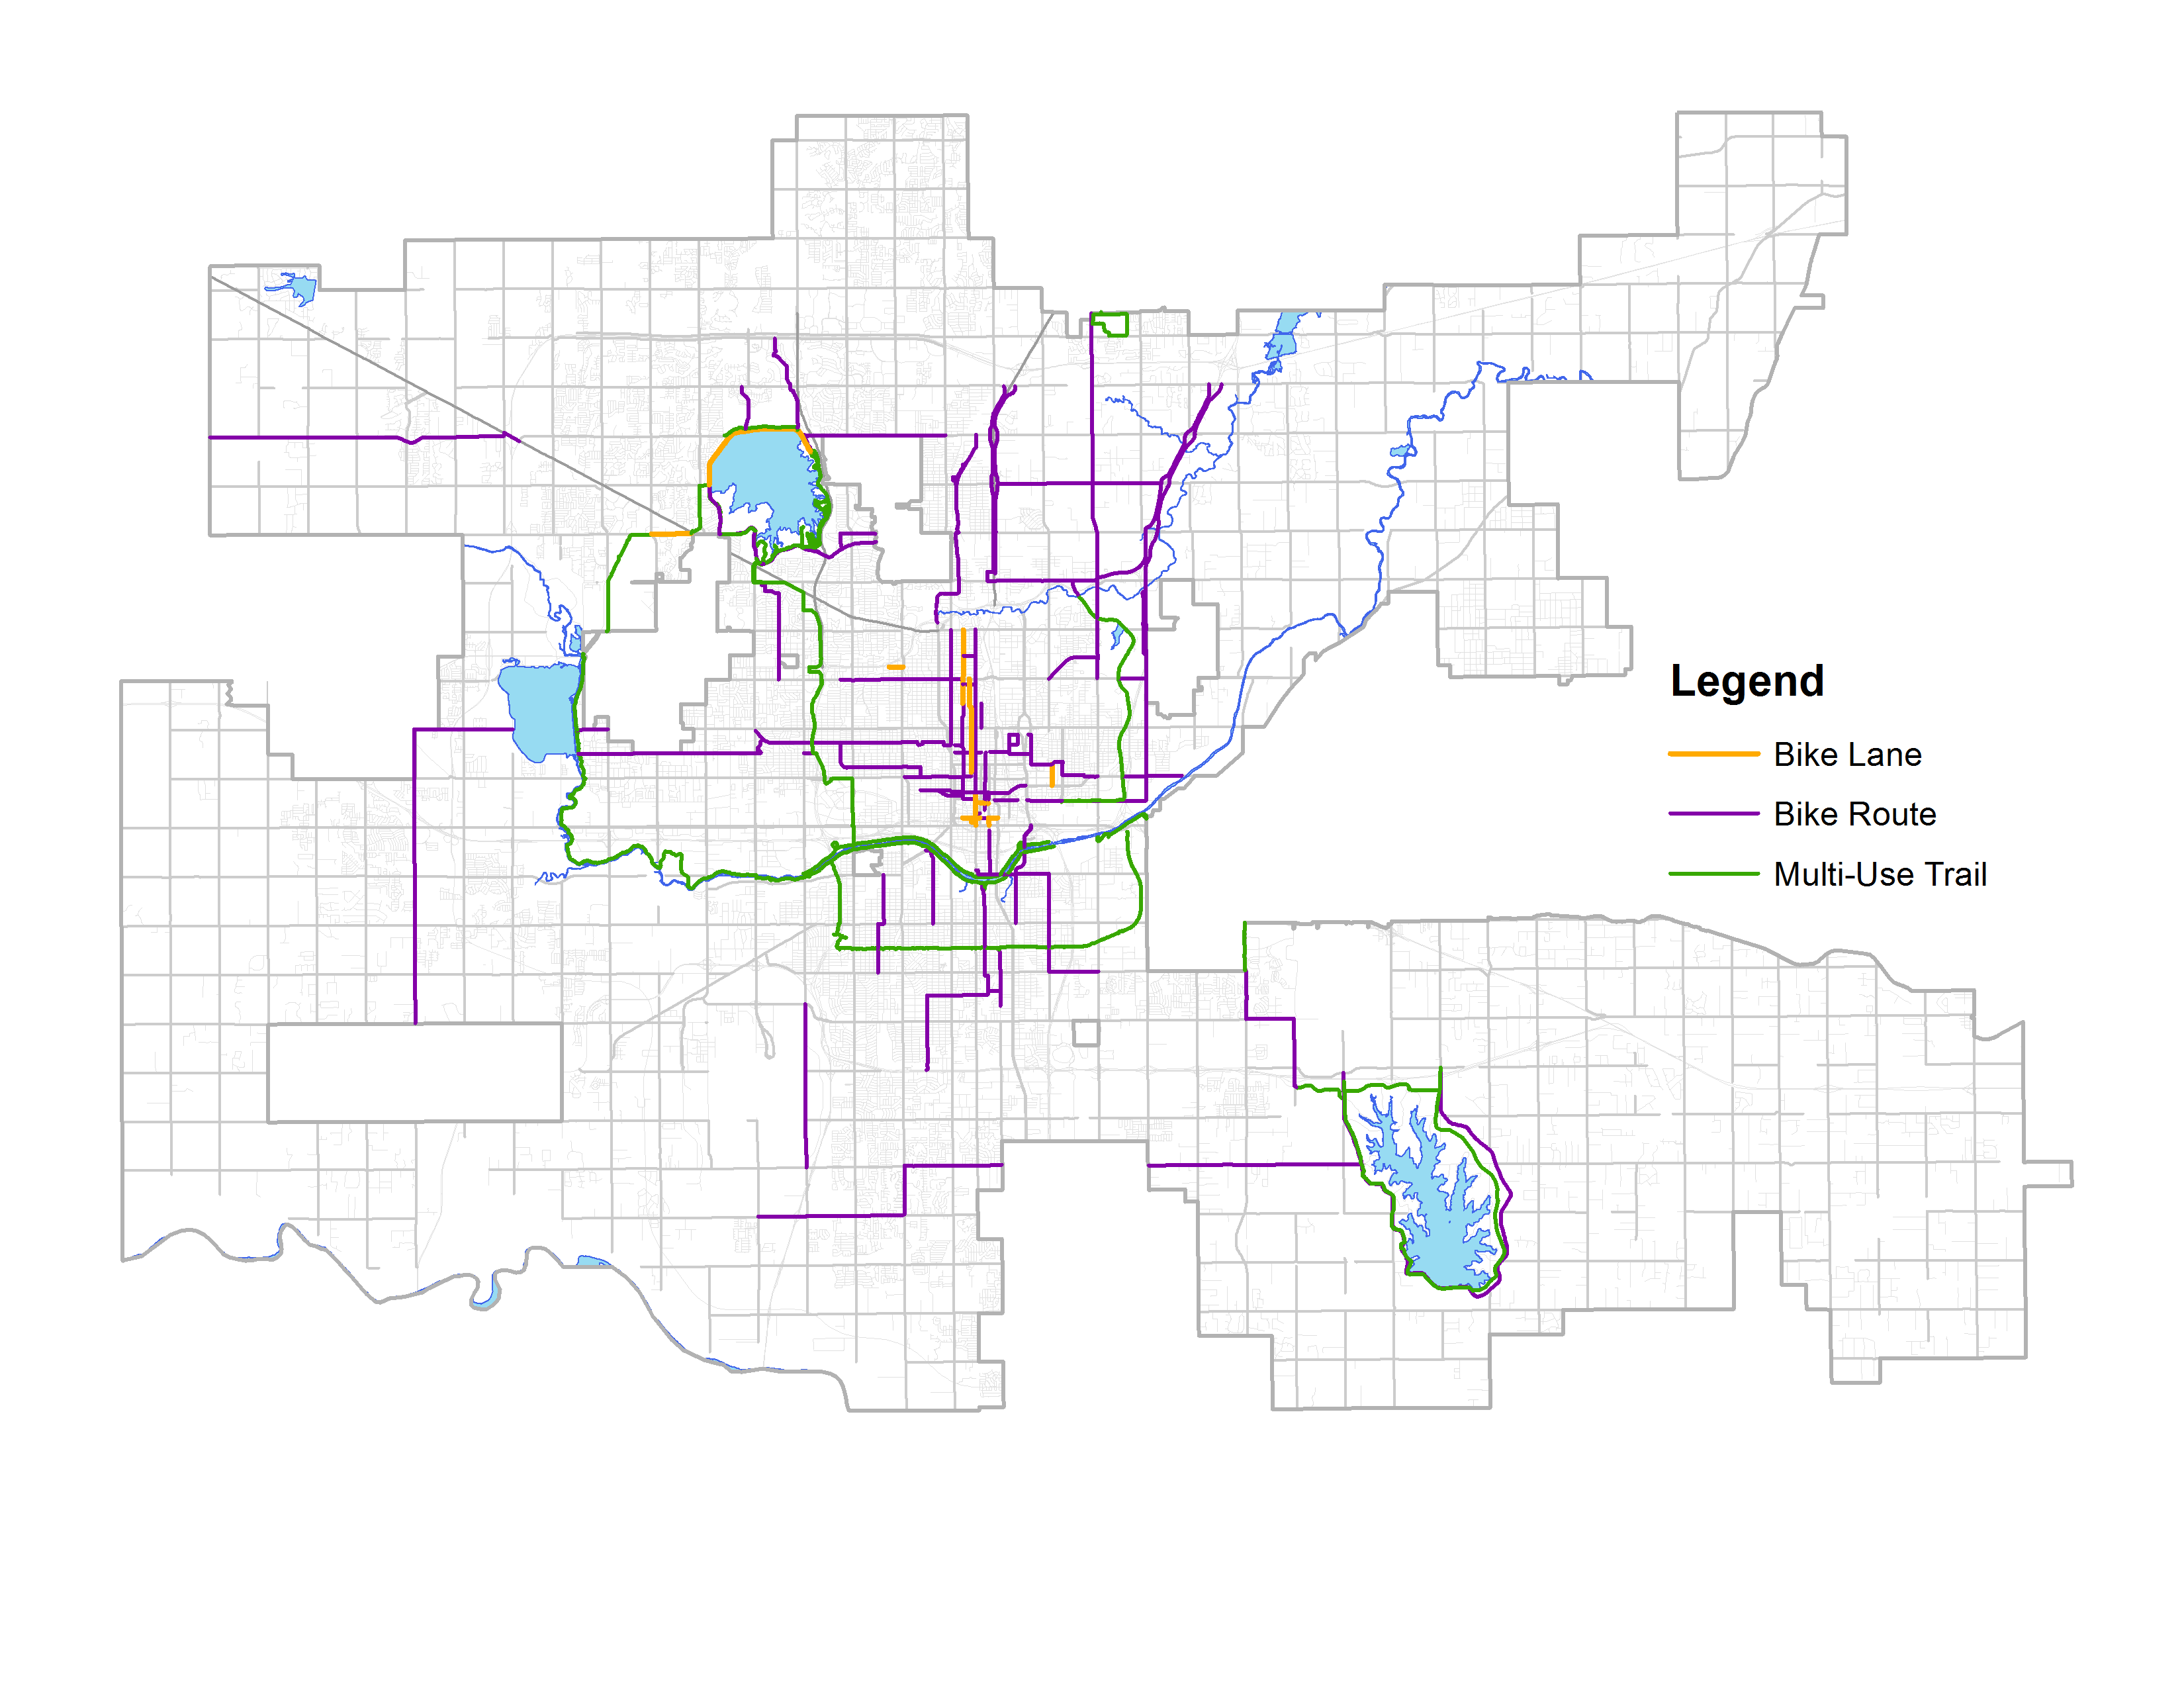 Legend
Bike Lane
Bike Route
Multi-Use Trail